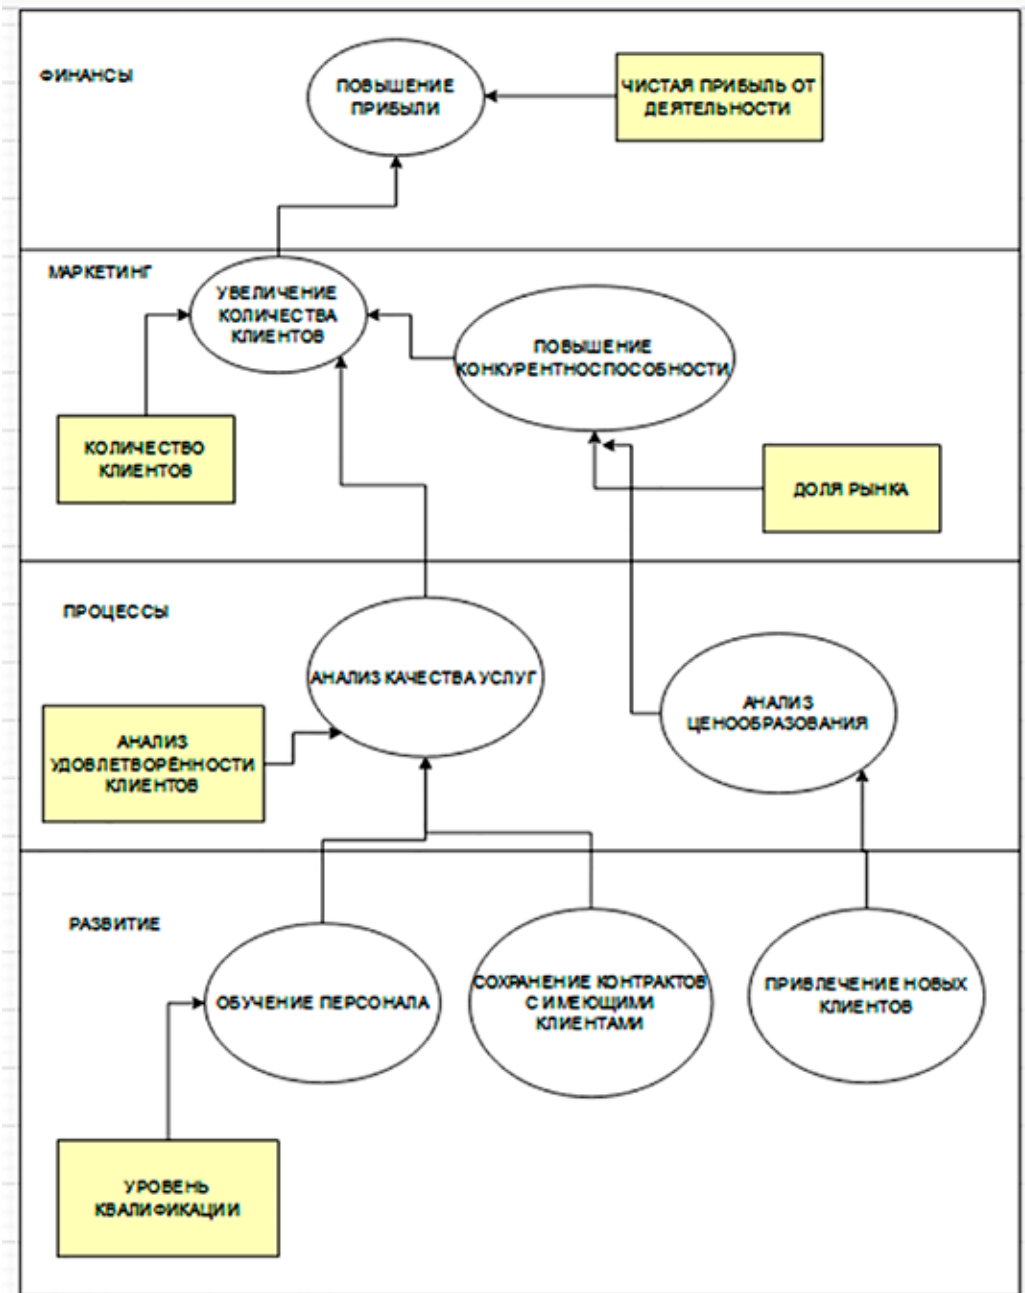 ФИНАНСЫ
ПОВЫШЕНИЕ
ПРИБЫЛИ
ЧИСТАЯ ПРИБЫЛЬ ОТ
ДЕЯТЕЛЬНОСТИ
МАРКЕТИНГ
УВЕЛИЧЕНИЕ
КОЛИЧЕСТВА
КЛИЕНТОВ
ПОВЫШЕНИЕ
КОНКУРЕНТНОСПОСОБНОСТИ
КОЛИЧЕСТВО
КЛИЕНТОВ
ДОЛЯ РЫНКА
ПРОЦЕССЫ
АНАЛИЗ КАЧЕСТВА УСЛУГ
АНАЛИЗ
ЦЕНООБРАЗОВАНИЯ
АНАЛИЗ
УДОВЛЕТВОРЁННОСТИ
КЛИЕНТОВ
РАЗВИТИЕ
ОБУЧЕНИЕ ПЕРСОНАЛА
СОХРАНЕНИЕ КОНТРАКТОВ
С ИМЕЮЩИМИ
КЛИЕНТАМИ
ПРИВЛЕЧЕНИЕ НОВЫХ
КЛИЕНТОВ
УРОВЕНЬ
КВАЛИФИКАЦИИ